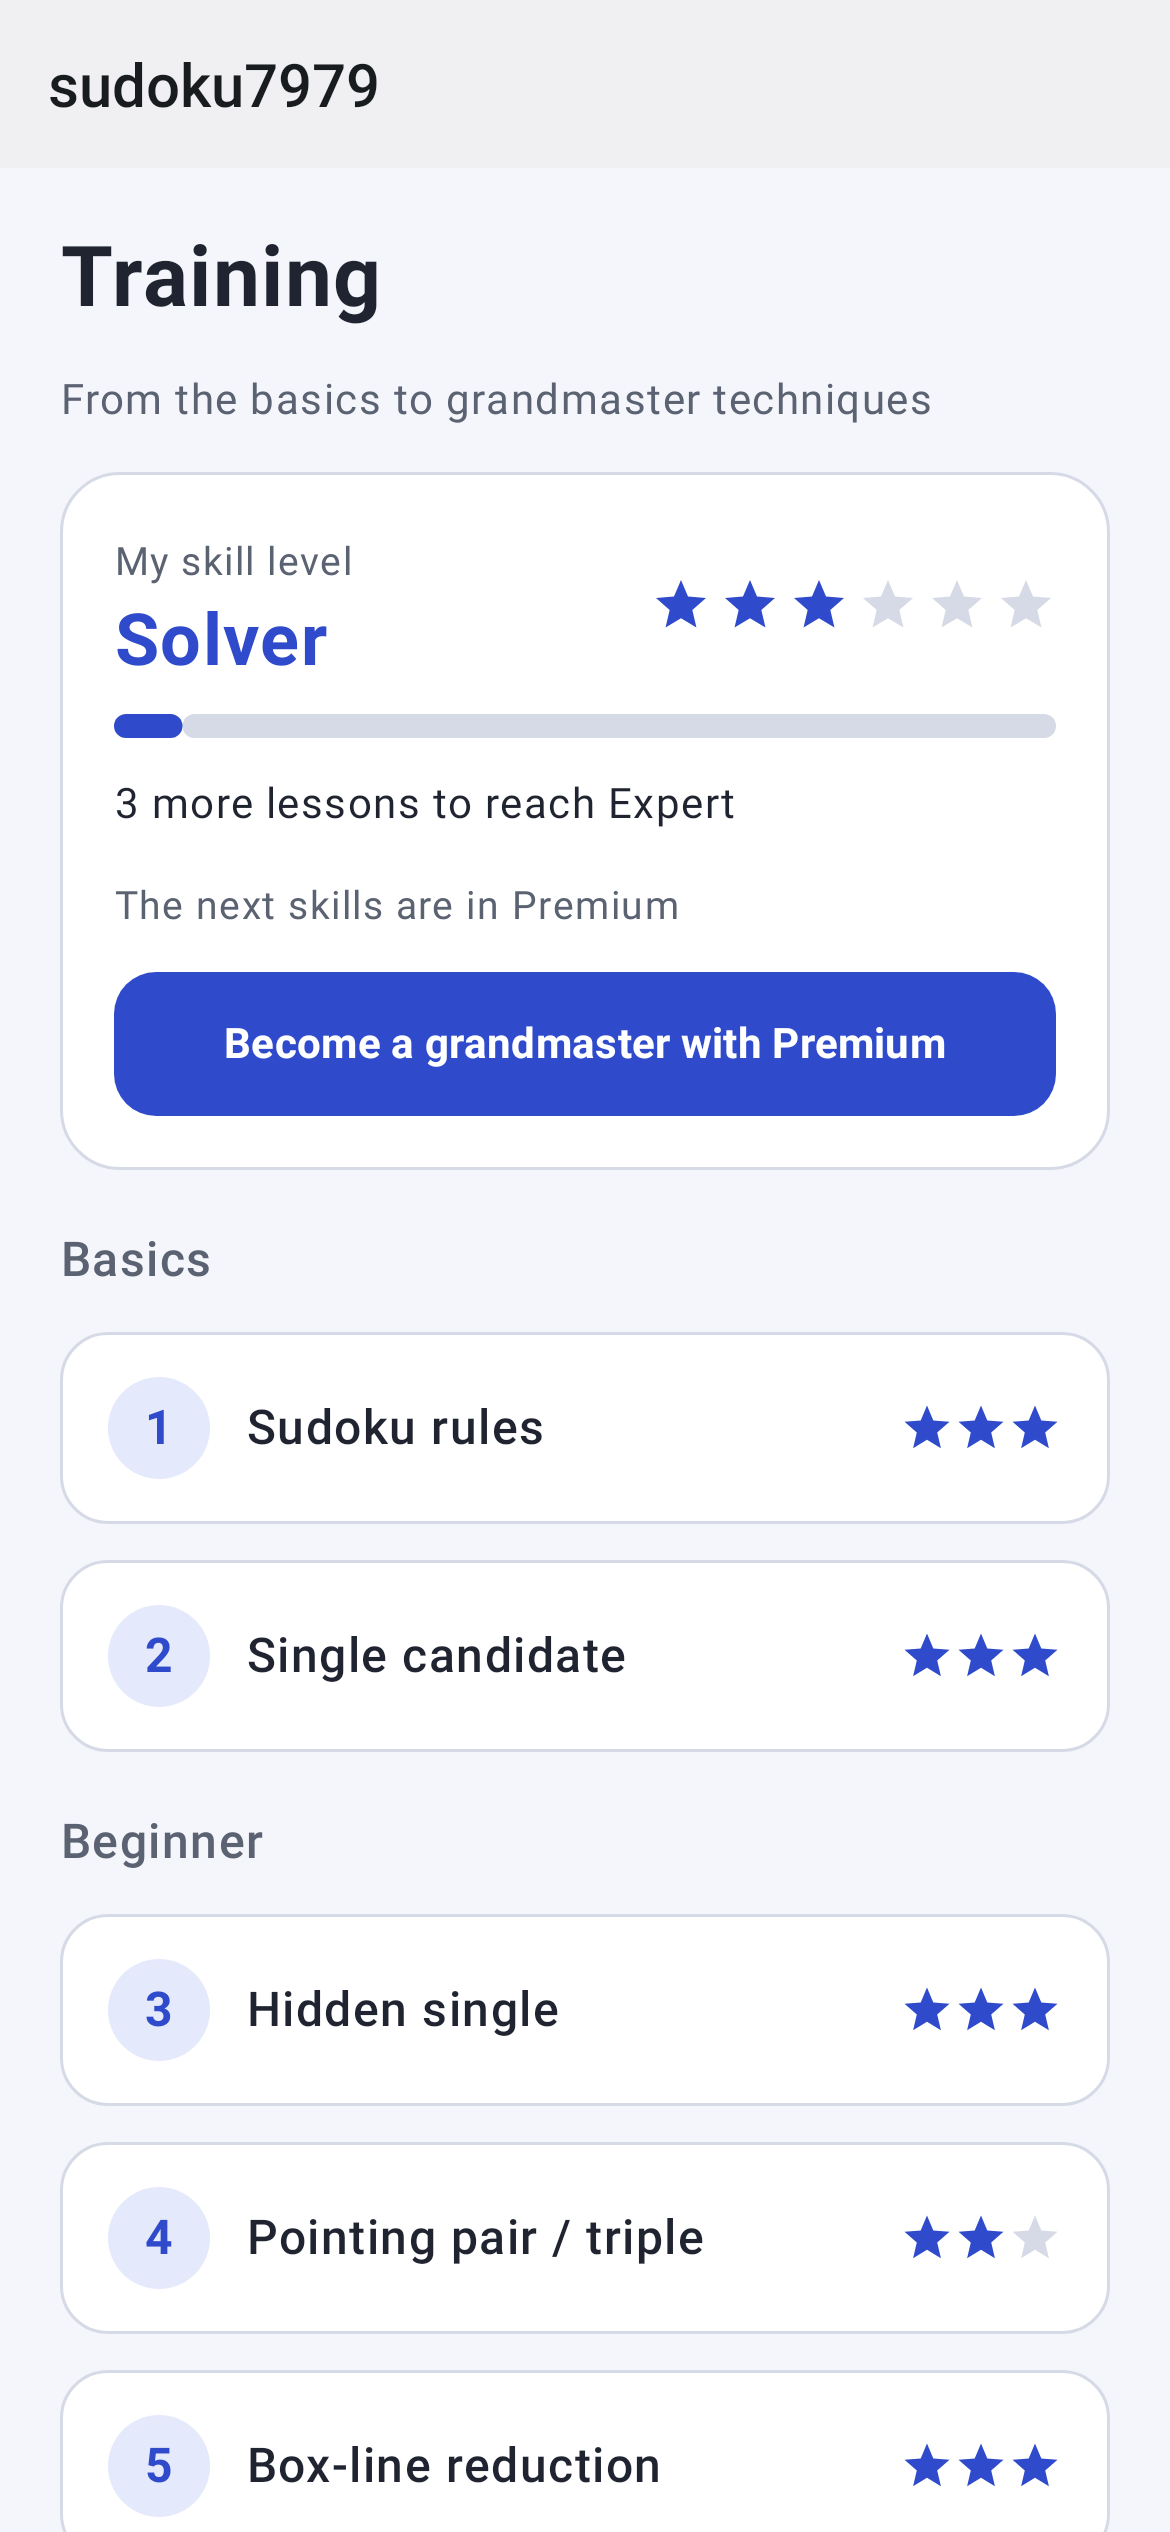 sudoku7979
Training
From the basics to grandmaster techniques
My skill level
Solver
3 more lessons to reach Expert
The next skills are in Premium
Become a grandmaster with Premium
Basics
1 Sudoku rules
2 Single candidate
Beginner
3 Hidden single
4 Pointing pair / triple
5 Box-line reduction